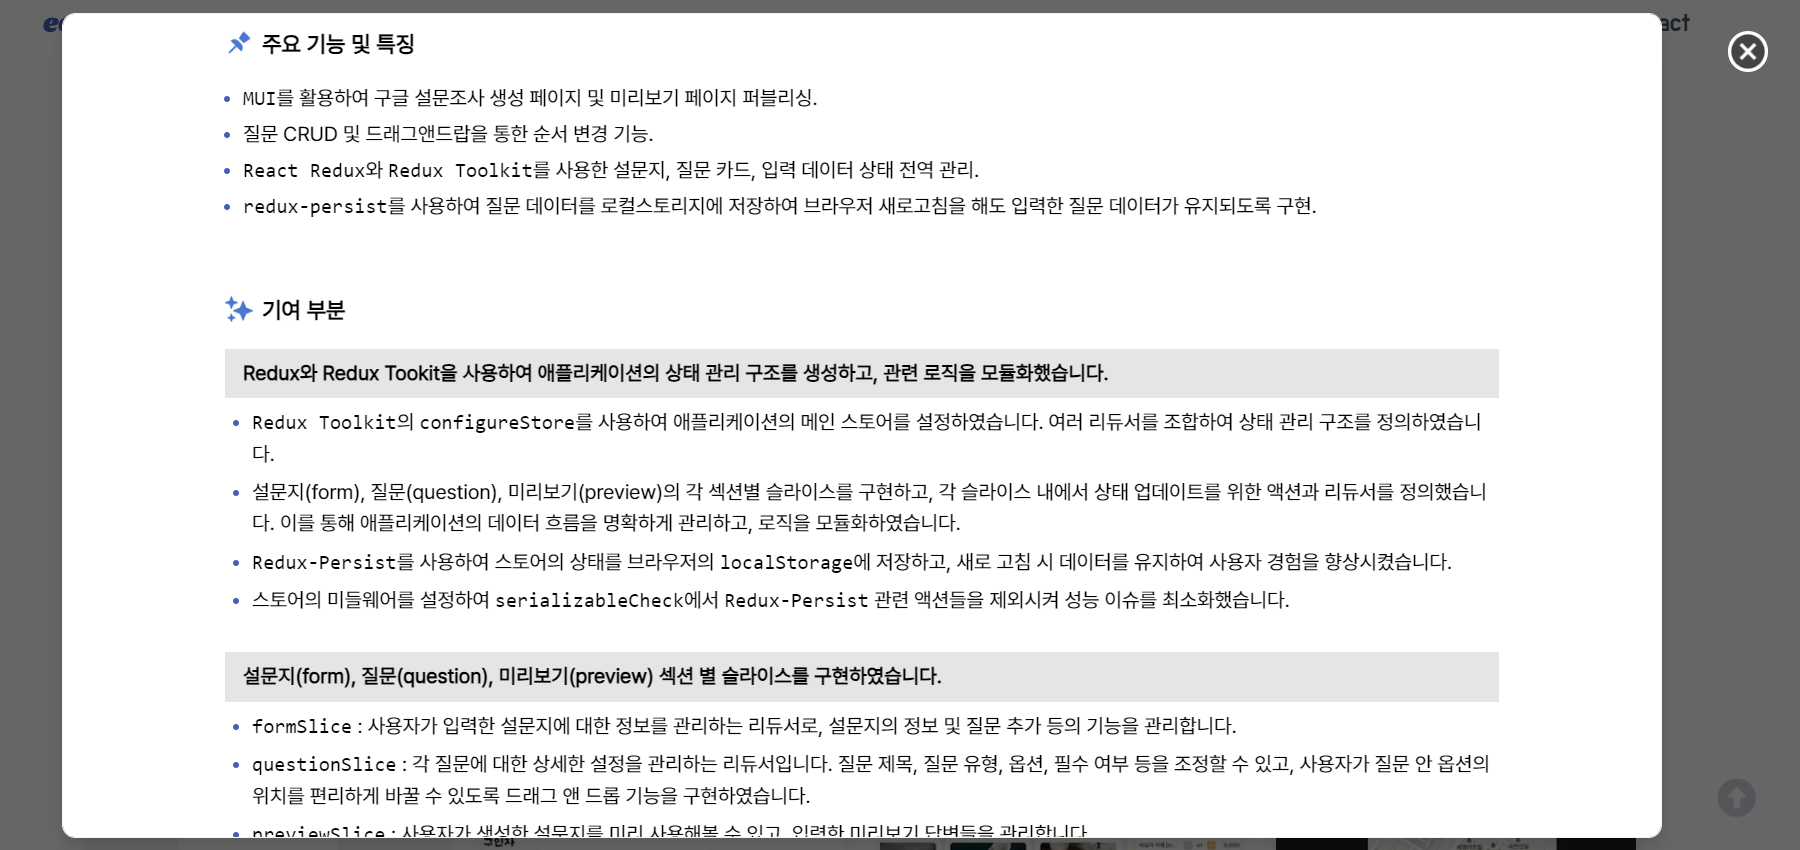 act
주요 기능 및 특징
MUI를 활용하여 구글 설문조사 생성 페이지 및 미리보기 페이지 퍼블리싱.
질문 CRUD 및 드래그앤드랍을 통한 순서 변경 기능.
React Redux와 Redux Toolkit를 사용한 설문지, 질문 카드, 입력 데이터 상태 전역 관리.
redux-persist를 사용하여 질문 데이터를 로컬스토리지에 저장하여 브라우저 새로고침을 해도 입력한 질문 데이터가 유지되도록 구현.
기여 부분
Redux와 Redux Tookit을 사용하여 애플리케이션의 상태 관리 구조를 생성하고, 관련 로직을 모듈화했습니다.
Redux Toolkit의 configureStore를 사용하여 애플리케이션의 메인 스토어를 설정하였습니다. 여러 리듀서를 조합하여 상태 관리 구조를 정의하였습니
다.
설문지(form), 질문(question), 미리보기(preview)의 각 섹션별 슬라이스를 구현하고, 각 슬라이스 내에서 상태 업데이트를 위한 액션과 리듀서를 정의했습니
다. 이를 통해 애플리케이션의 데이터 흐름을 명확하게 관리하고, 로직을 모듈화하였습니다.
Redux-Persist를 사용하여 스토어의 상태를 브라우저의 localStorage에 저장하고, 새로 고침 시 데이터를 유지하여 사용자 경험을 향상시켰습니다.
스토어의 미들웨어를 설정하여 serializableCheck에서 Redux-Persist 관련 액션들을 제외시켜 성능 이슈를 최소화했습니다.
설문지(form), 질문(question), 미리보기(preview) 섹션 별 슬라이스를 구현하였습니다.
formSlice : 사용자가 입력한 설문지에 대한 정보를 관리하는 리듀서로, 설문지의 정보 및 질문 추가 등의 기능을 관리합니다.
questionSlice : 각 질문에 대한 상세한 설정을 관리하는 리듀서입니다. 질문 제목, 질문 유형, 옵션, 필수 여부 등을 조정할 수 있고, 사용자가 질문 안 옵션의
위치를 편리하게 바꿀 수 있도록 드래그 앤 드롭 기능을 구현하였습니다.
previewSlice : 사용자가 생성한 설문지를 미리 사용해볼 수 있고, 입력한 미리보기 답변들을 관리합니다.